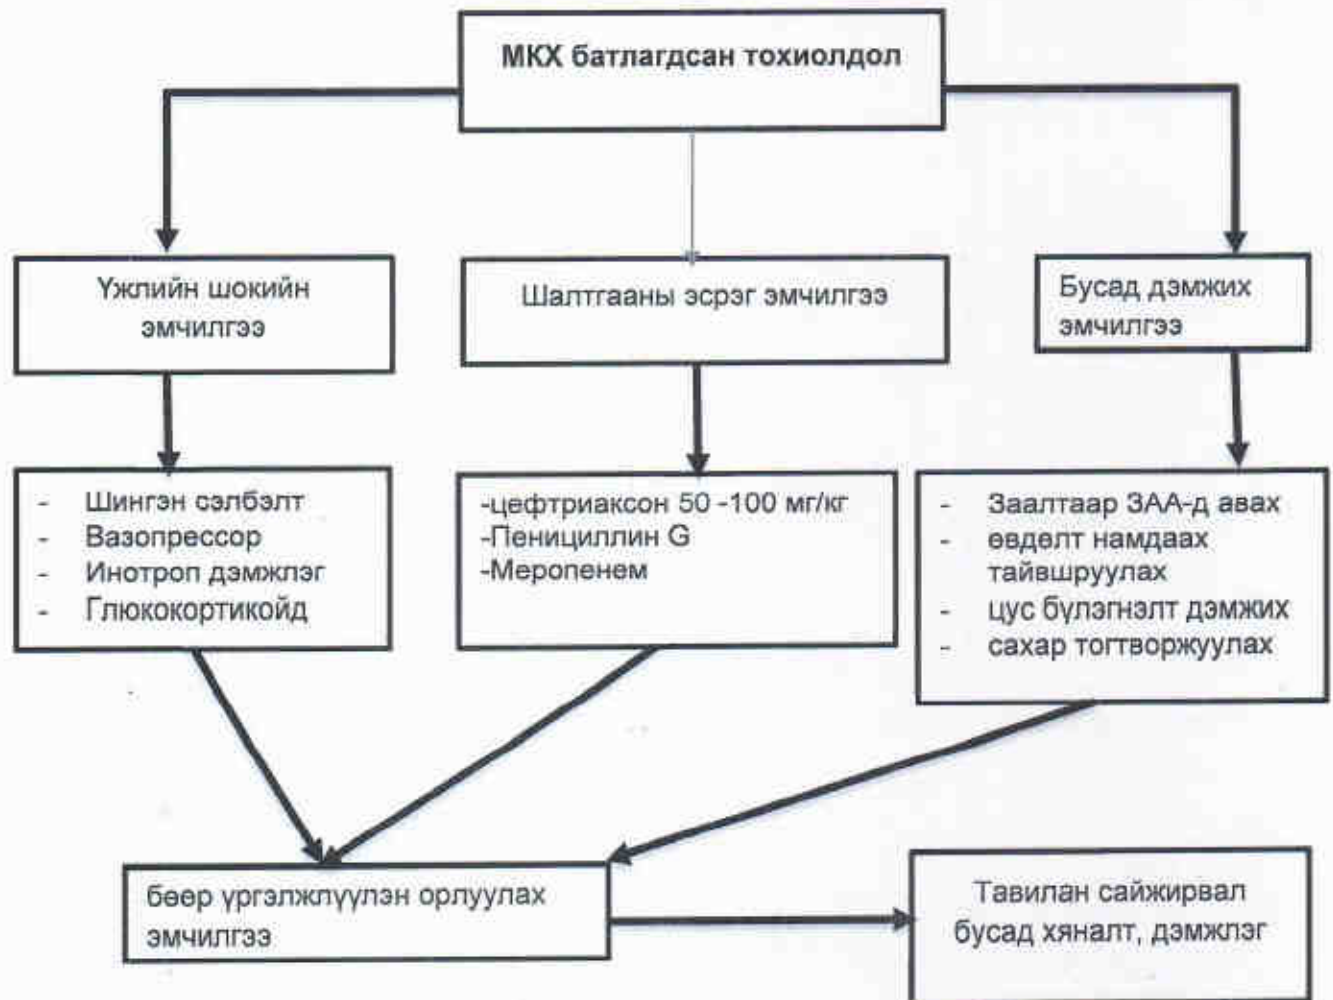 МКХ батлагдсан тохиолдол
Үжлийн шокийн
эмчилгээ
Шалтгааны эсрэг эмчилгээ
Бусад дэмжих
эмчилгээ
- Шингэн сэлбэлт
- Вазопрессор
- Инотроп дэмжлэг
- Глюкокортикойд
-цефтриаксон 50 -100 мг/кг
-Пенициллин G
-Меропенем
- Заалтаар ЗАА-д авах
- өвдөлт намдаах
тайвшруулах
- цус бүлэгнэлт дэмжих
- сахар тогтворжуулах
бөөр үргэлжлүүлэн орлуулах
эмчилгээ
Тавилан сайжирвал
бусад хяналт, дэмжлэг